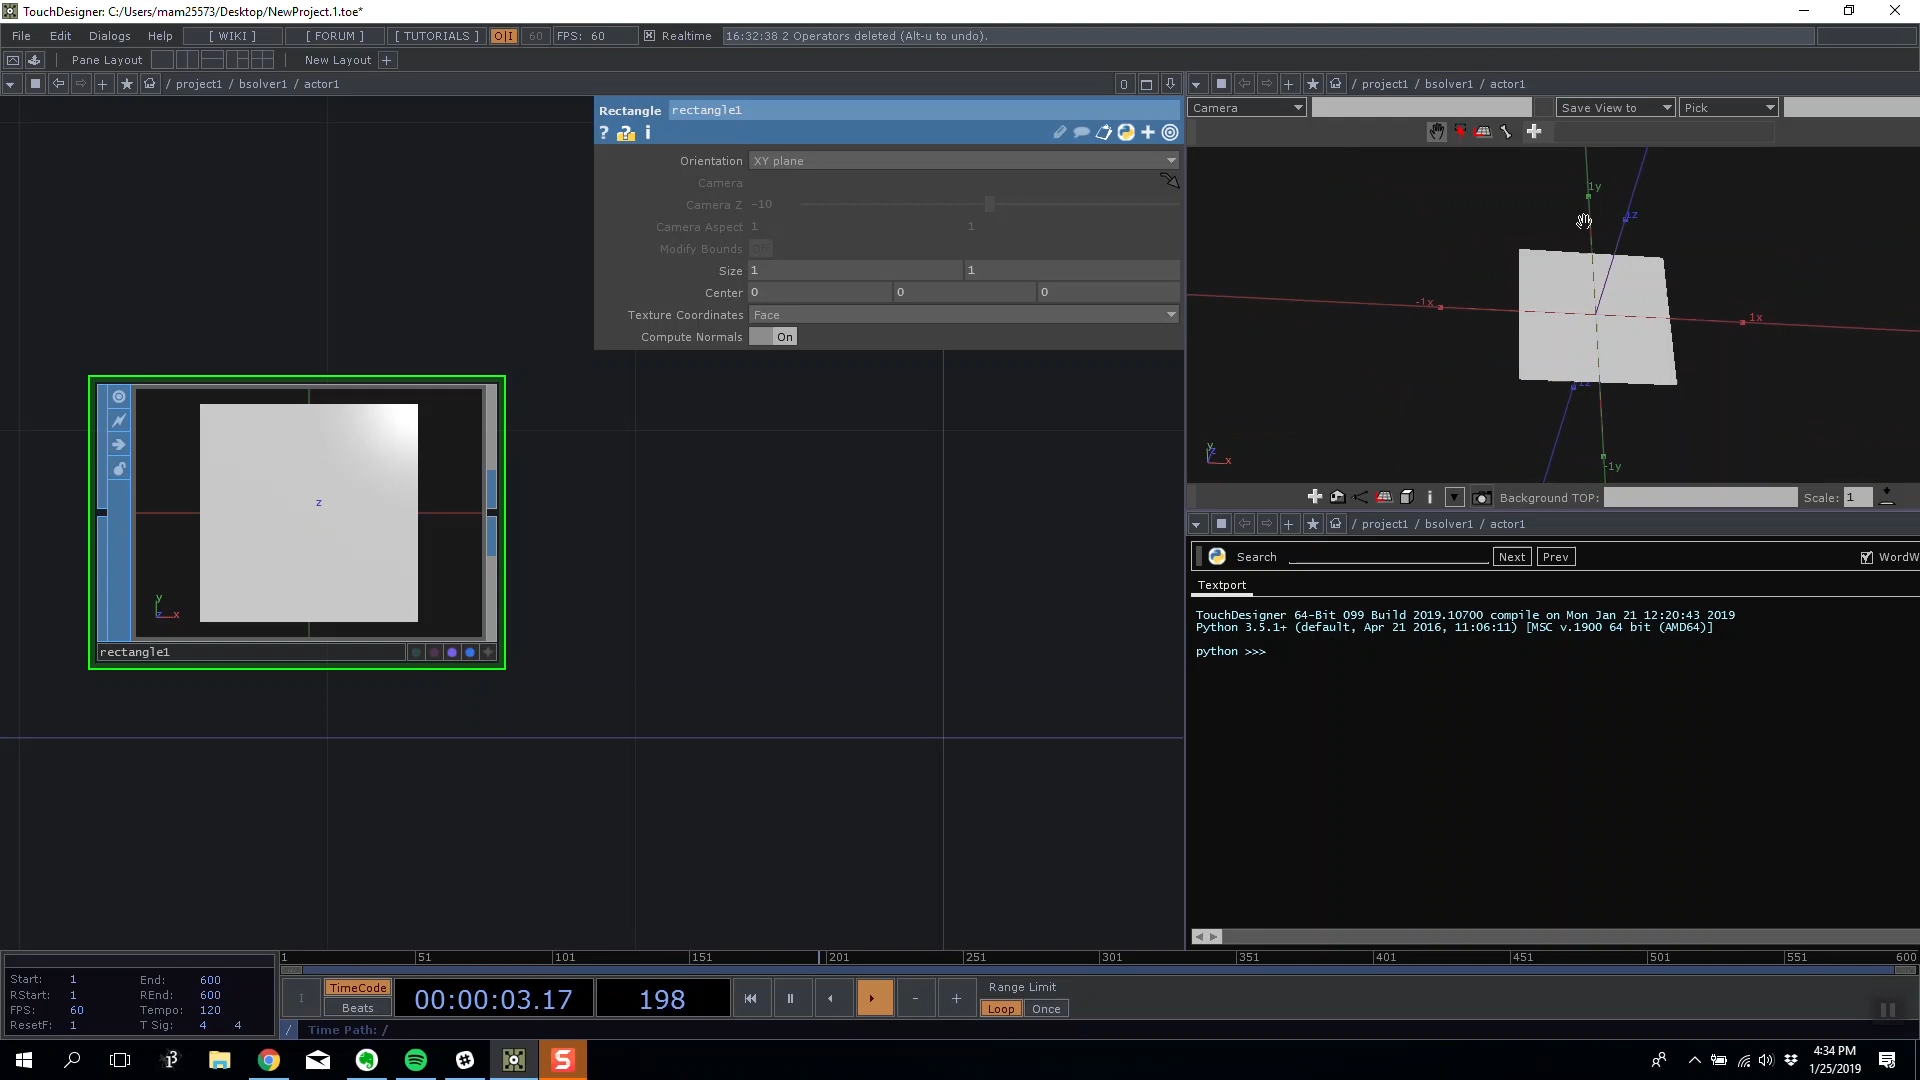 TouchDesigner: C:/Users/mam25573/Desktop/NewProject.1.toe*
File Edit Dialogs Help [ WIKI ] [ FORUM ] [ TUTORIALS ] O|I 60 FPS: 60 Realtime 16:32:38 2 Operators deleted (Alt-u to undo).
Pane Layout New Layout +
/ project1 / bsolver1 / actor1
0
Rectangle rectangle1
? ? i
Orientation XY plane
Camera
Camera Z -10
Camera Aspect 1 1
Modify Bounds Off
Size 1 1
Center 0 0 0
Texture Coordinates Face
Compute Normals On
z
y
z x
rectangle1
/ project1 / bsolver1 / actor1
Camera Save View to Pick
1y
1z
-1x
1x
-1z
-1y
y
z
x
i Background TOP: Scale: 1
/ project1 / bsolver1 / actor1
Search Next Prev WordW
Textport
TouchDesigner 64-Bit 099 Build 2019.10700 compile on Mon Jan 21 12:20:43 2019
Python 3.5.1+ (default, Apr 21 2016, 11:06:11) [MSC v.1900 64 bit (AMD64)]
python >>>
1 51 101 151 201 251 301 351 401 451 501 551 600
Start: 1 End: 600
RStart: 1 REnd: 600
FPS: 60 Tempo: 120
ResetF: 1 T Sig: 4 4
I TimeCode
Beats
00:00:03.17 198
- +
Range Limit
Loop Once
/ Time Path: /
S
4:34 PM
1/25/2019